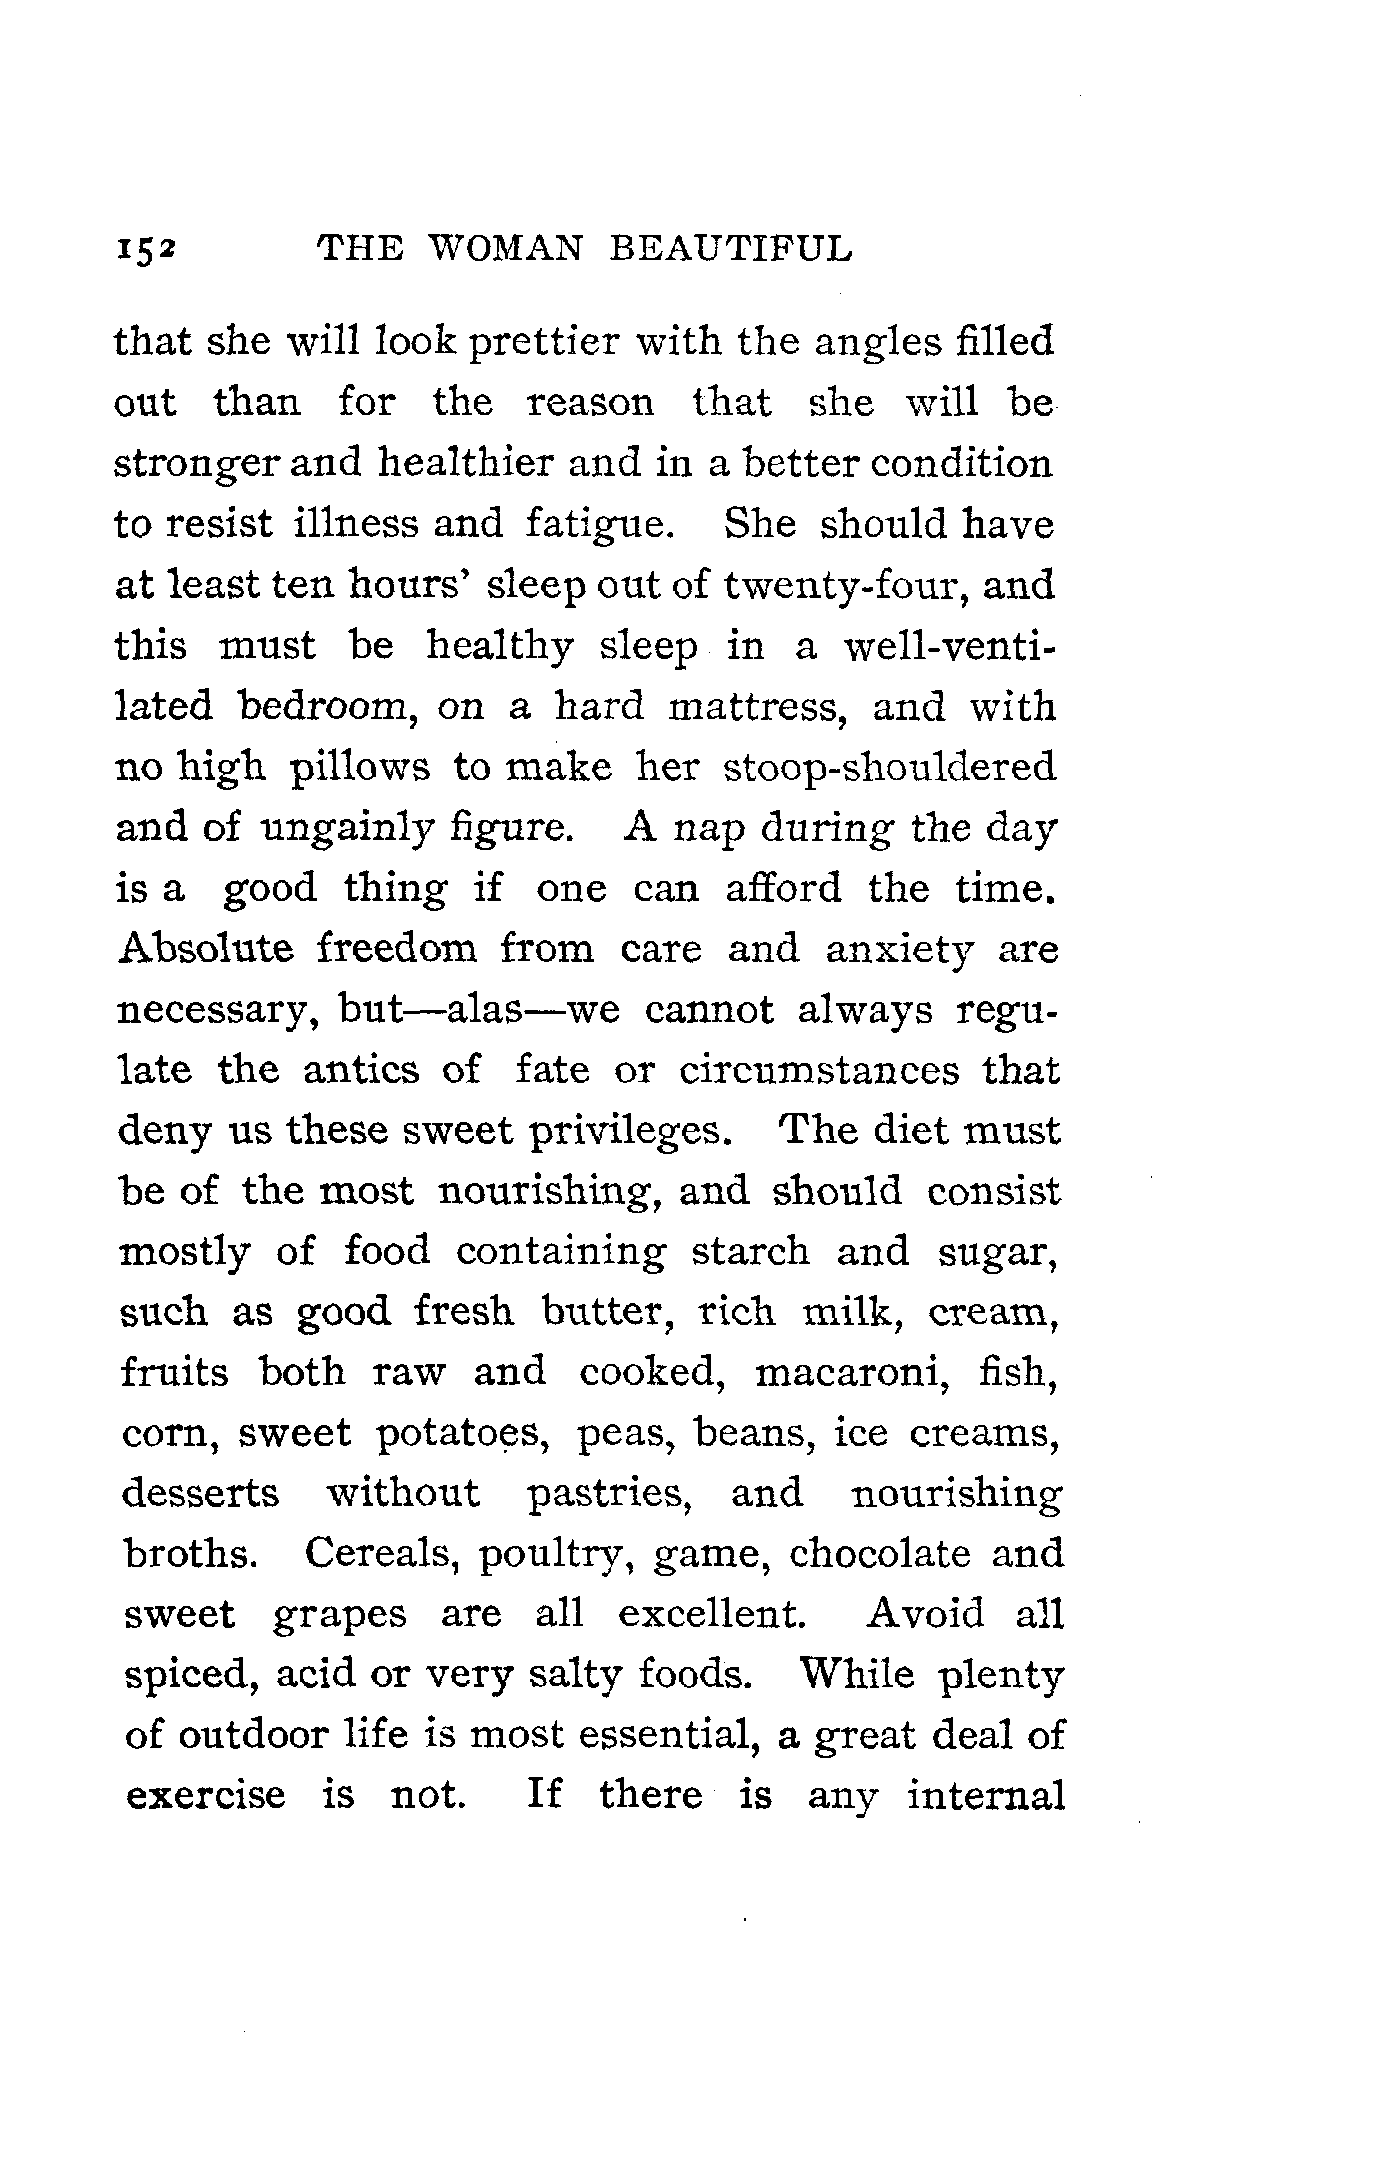 152 THE WOMAN BEAUTIFUL
that she will look prettier with the angles filled
out than for the reason that she will be
stronger and healthier and in a better condition
to resist illness and fatigue. She should have
at least ten hours' sleep out of twenty-four, and
this must be healthy sleep in a well-venti-
lated bedroom, on a hard mattress, and with
no high pillows to make her stoop-shouldered
and of ungainly figure. A nap during the day
is a good thing if one can afford the time.
Absolute freedom from care and anxiety are
necessary, but—alas—we cannot always regu-
late the antics of fate or circumstances that
deny us these sweet privileges. The diet must
be of the most nourishing, and should consist
mostly of food containing starch and sugar,
such as good fresh butter, rich milk, cream,
fruits both raw and cooked, macaroni, fish,
corn, sweet potatoes, peas, beans, ice creams,
desserts without pastries, and nourishing
broths. Cereals, poultry, game, chocolate and
sweet grapes are all excellent. Avoid all
spiced, acid or very salty foods. While plenty
of outdoor life is most essential, a great deal of
exercise is not. If there is any internal